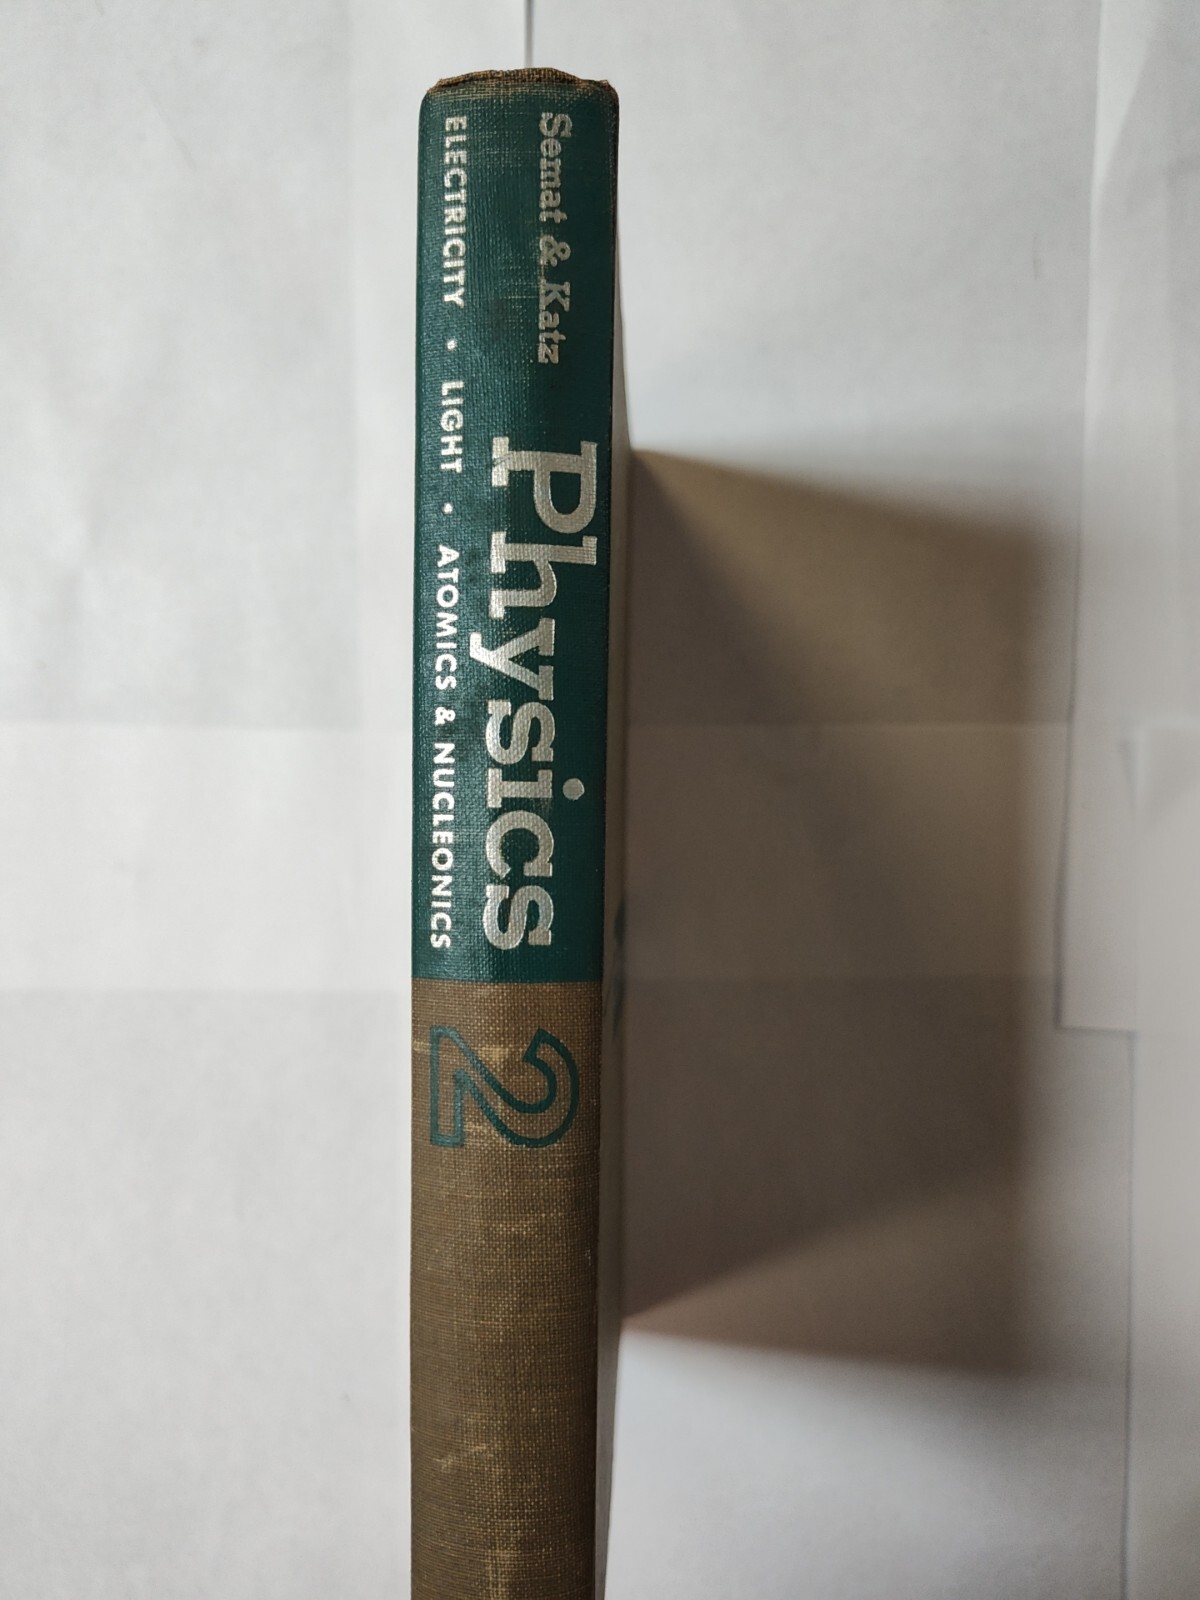 Semat & Katz
Physics
ELECTRICITY • LIGHT • ATOMICS & NUCLEONICS
2